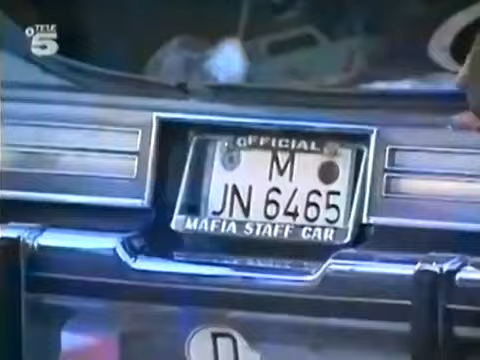 TELE
5
OFFICIAL
M
JN 6465
MAFIA STAFF CAR
D